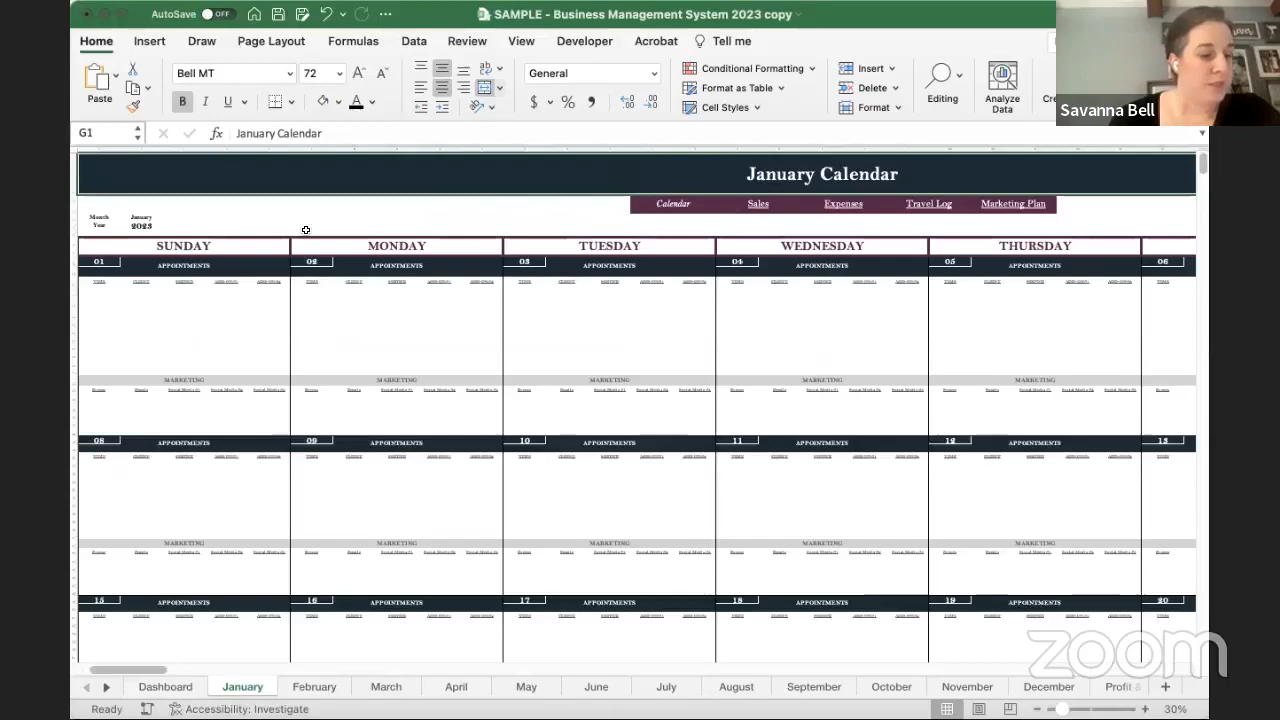 AutoSave OFF SAMPLE - Business Management System 2023 copy
Home Insert Draw Page Layout Formulas Data Review View Developer Acrobat Tell me
Paste Bell MT 72 General Conditional Formatting Insert Editing Analyze Data
Format as Table Delete
B I U Cell Styles Format
Savanna Bell
G1 fx January Calendar
January Calendar
Calendar Sales Expenses Travel Log Marketing Plan
Month January
Year 2023
SUNDAY MONDAY TUESDAY WEDNESDAY THURSDAY
01 APPOINTMENTS 02 APPOINTMENTS 03 APPOINTMENTS 04 APPOINTMENTS 05 APPOINTMENTS 06
MARKETING MARKETING MARKETING MARKETING MARKETING
08 APPOINTMENTS 09 APPOINTMENTS 10 APPOINTMENTS 11 APPOINTMENTS 12 APPOINTMENTS 13
MARKETING MARKETING MARKETING MARKETING MARKETING
15 APPOINTMENTS 16 APPOINTMENTS 17 APPOINTMENTS 18 APPOINTMENTS 19 APPOINTMENTS 20
zoom
Dashboard January February March April May June July August September October November December Profit &
Ready Accessibility: Investigate 30%